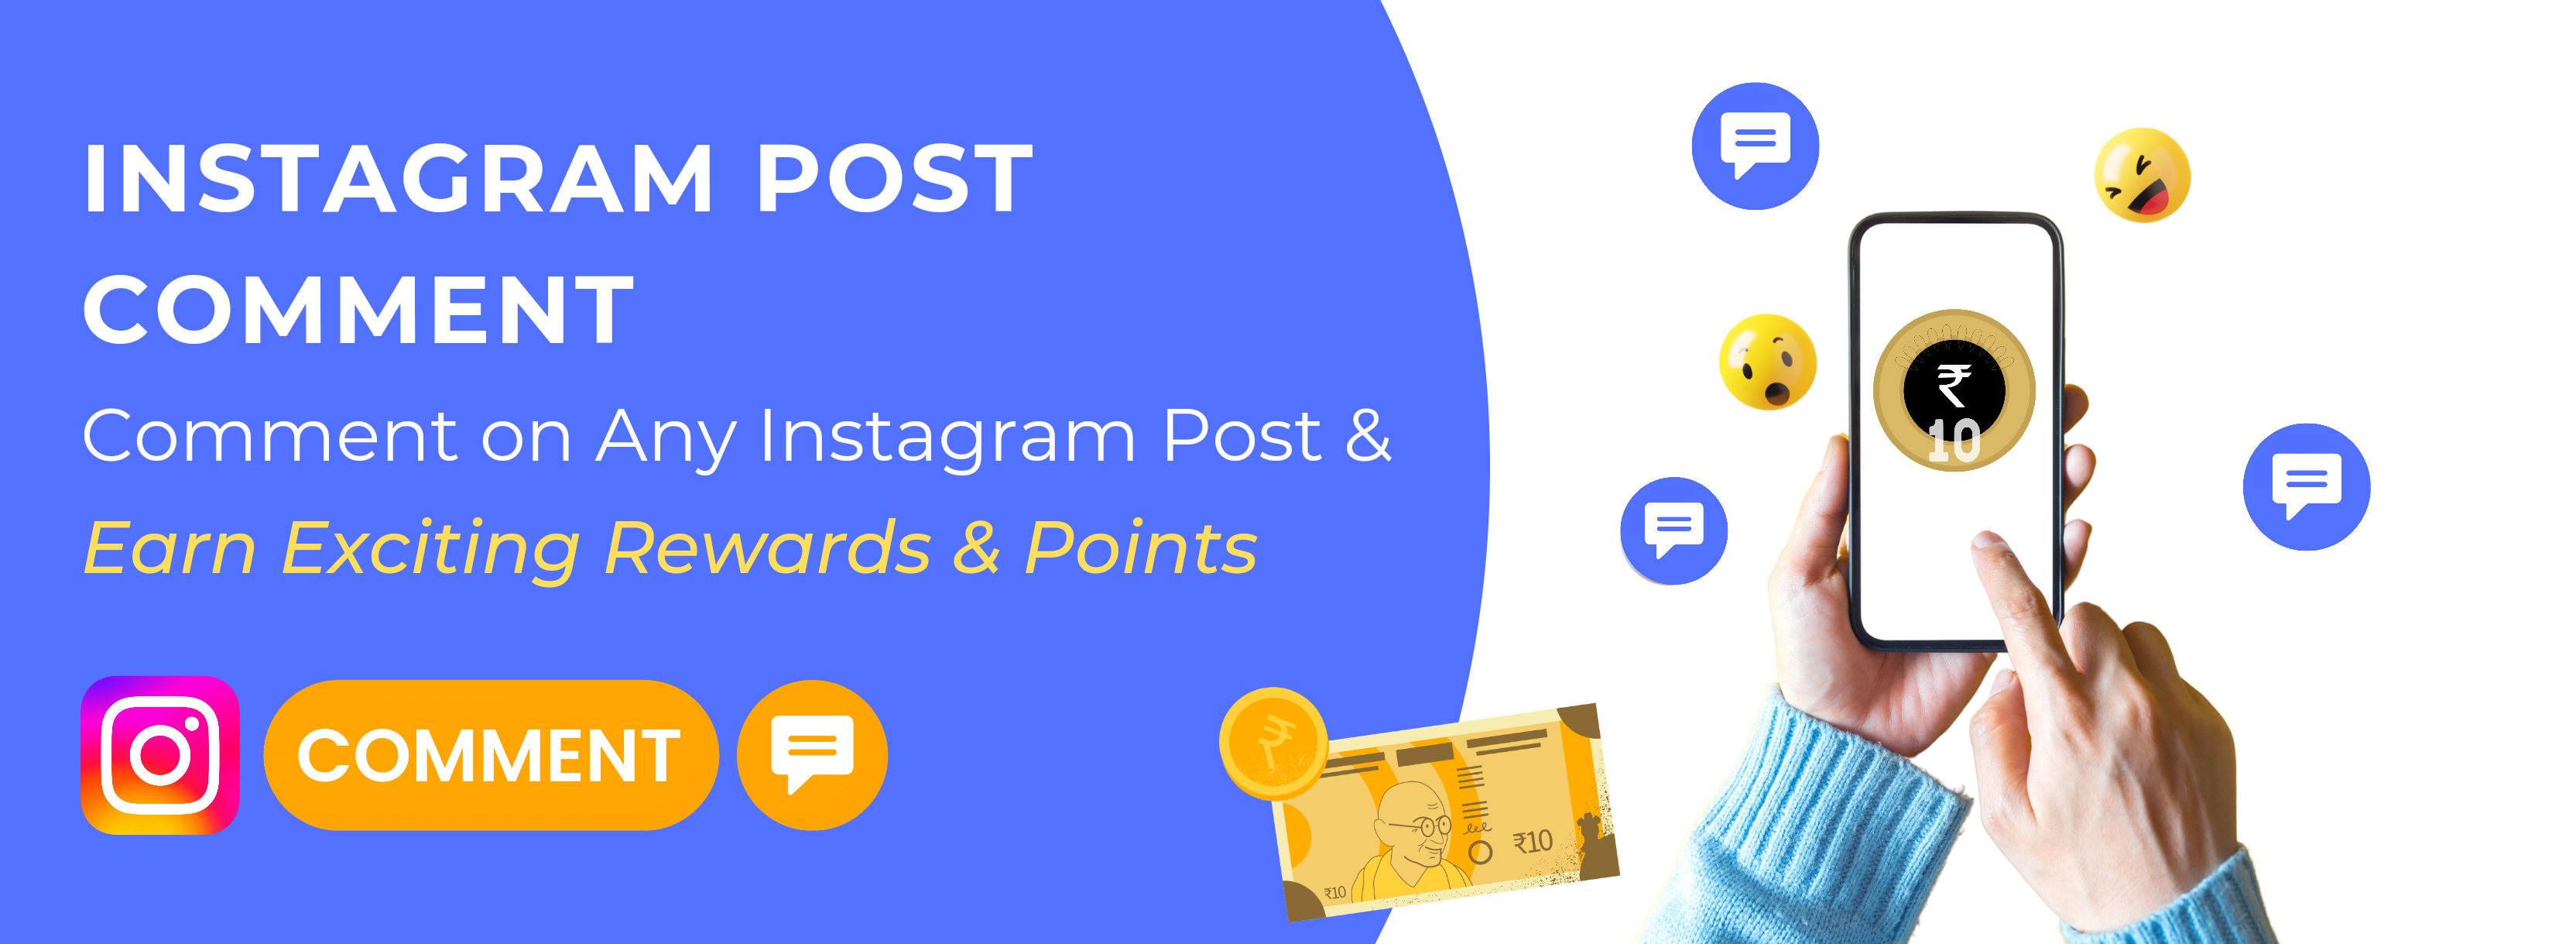 INSTAGRAM POST
COMMENT
Comment on Any Instagram Post &
Earn Exciting Rewards & Points
COMMENT
₹
10
₹
₹10
₹10